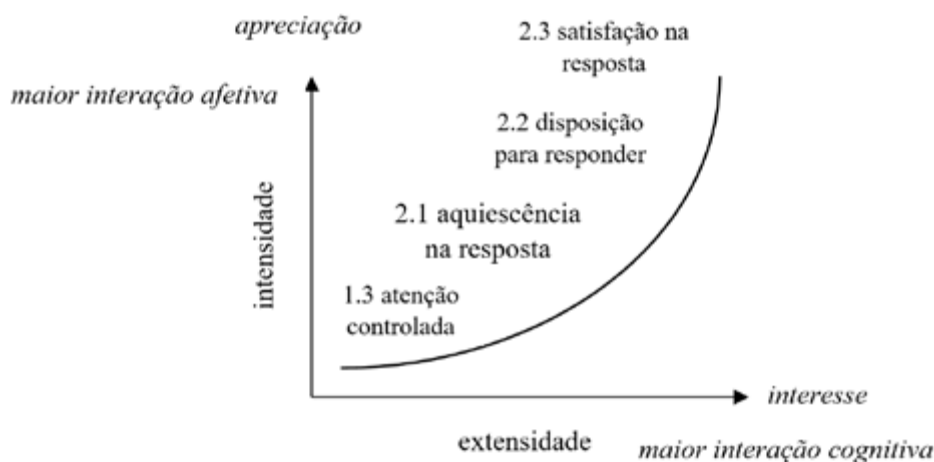 apreciação
2.3 satisfação na
resposta
maior interação afetiva
2.2 disposição
para responder
intensidade
2.1 aquiescência
na resposta
1.3 atenção
controlada
interesse
extensidade
maior interação cognitiva